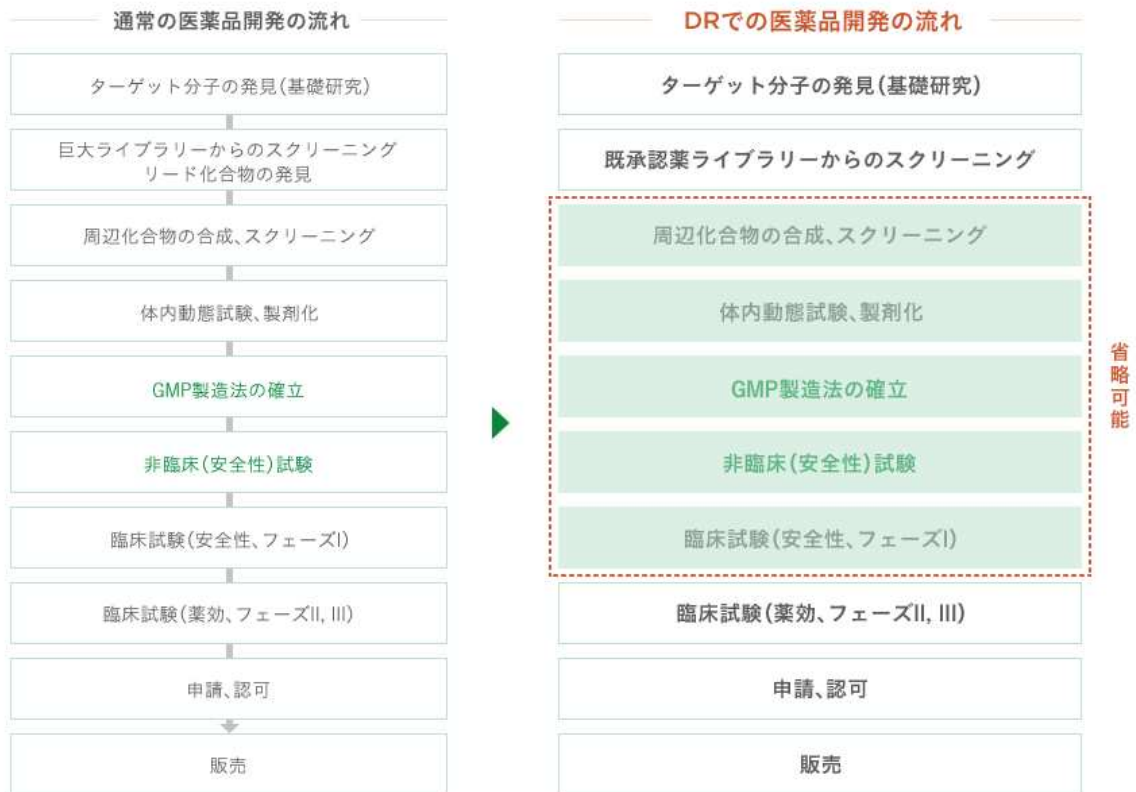 通常の医薬品開発の流れ
ターゲット分子の発見(基礎研究)
巨大ライブラリーからのスクリーニング
リード化合物の発見
周辺化合物の合成、スクリーニング
体内動態試験、製剤化
GMP製造法の確立
非臨床(安全性)試験
臨床試験(安全性、フェーズI)
臨床試験(薬効、フェーズII, III)
申請、認可
販売
DRでの医薬品開発の流れ
ターゲット分子の発見(基礎研究)
既承認薬ライブラリーからのスクリーニング
周辺化合物の合成、スクリーニング
体内動態試験、製剤化
GMP製造法の確立
非臨床(安全性)試験
臨床試験(安全性、フェーズI)
臨床試験(薬効、フェーズII, III)
申請、認可
販売
省略可能